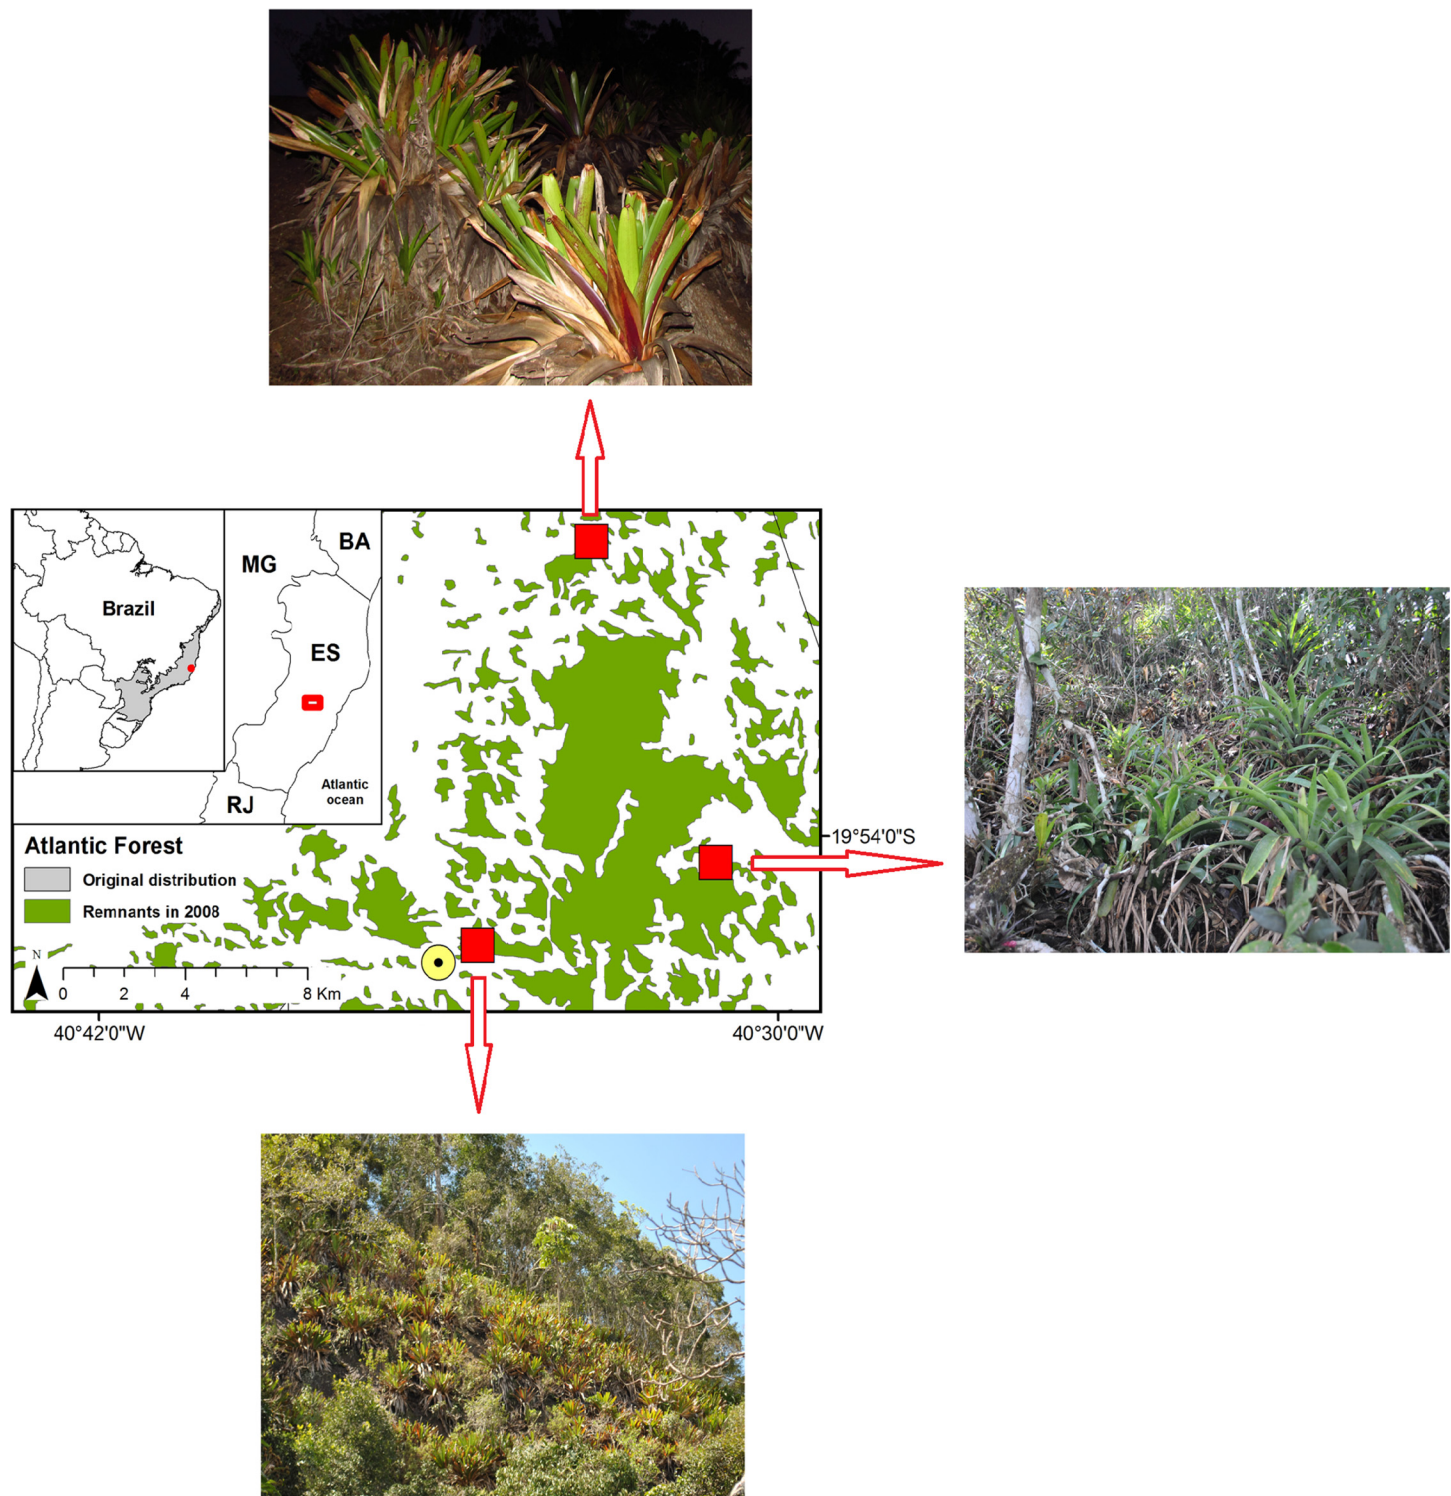 BA
MG
Brazil
ES
Atlantic
ocean
RJ
Atlantic Forest
Original distribution
Remnants in 2008
N
0 2 4 8 Km
19°54'0"S
40°42'0"W
40°30'0"W